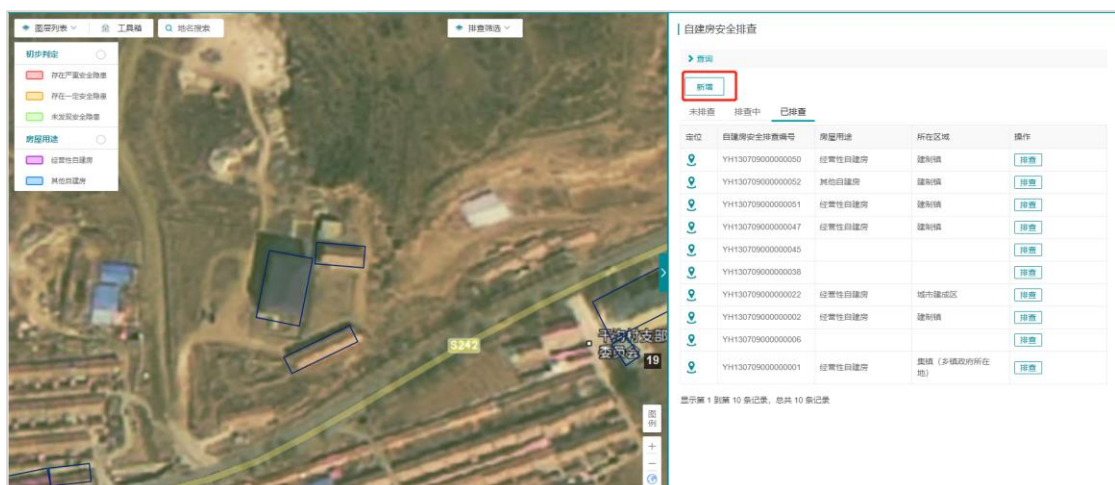 图层列表
工具箱
地名搜索
排查筛选
初步判定
存在严重安全隐患
存在一定安全隐患
未发现安全隐患
房屋用途
经营性自建房
其他自建房
S242
干沟村支部
委员会
19
图例
+
-
自建房安全排查
查询
新增
未排查 排查中 已排查
定位 自建房安全排查编号 房屋用途 所在区域 操作
YH130709000000050 经营性自建房 建制镇 排查
YH130709000000052 其他自建房 建制镇 排查
YH130709000000051 经营性自建房 建制镇 排查
YH130709000000047 经营性自建房 建制镇 排查
YH130709000000045 排查
YH130709000000038 排查
YH130709000000022 经营性自建房 城市建成区 排查
YH130709000000002 经营性自建房 建制镇 排查
YH130709000000006 排查
YH130709000000001 经营性自建房 集镇（乡镇政府所在 排查
地）
显示第 1 到第 10 条记录，总共 10 条记录